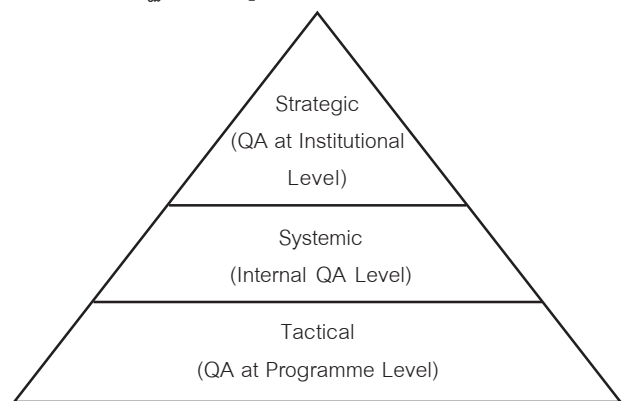 Strategic
(QA at Institutional
Level)
Systemic
(Internal QA Level)
Tactical
(QA at Programme Level)